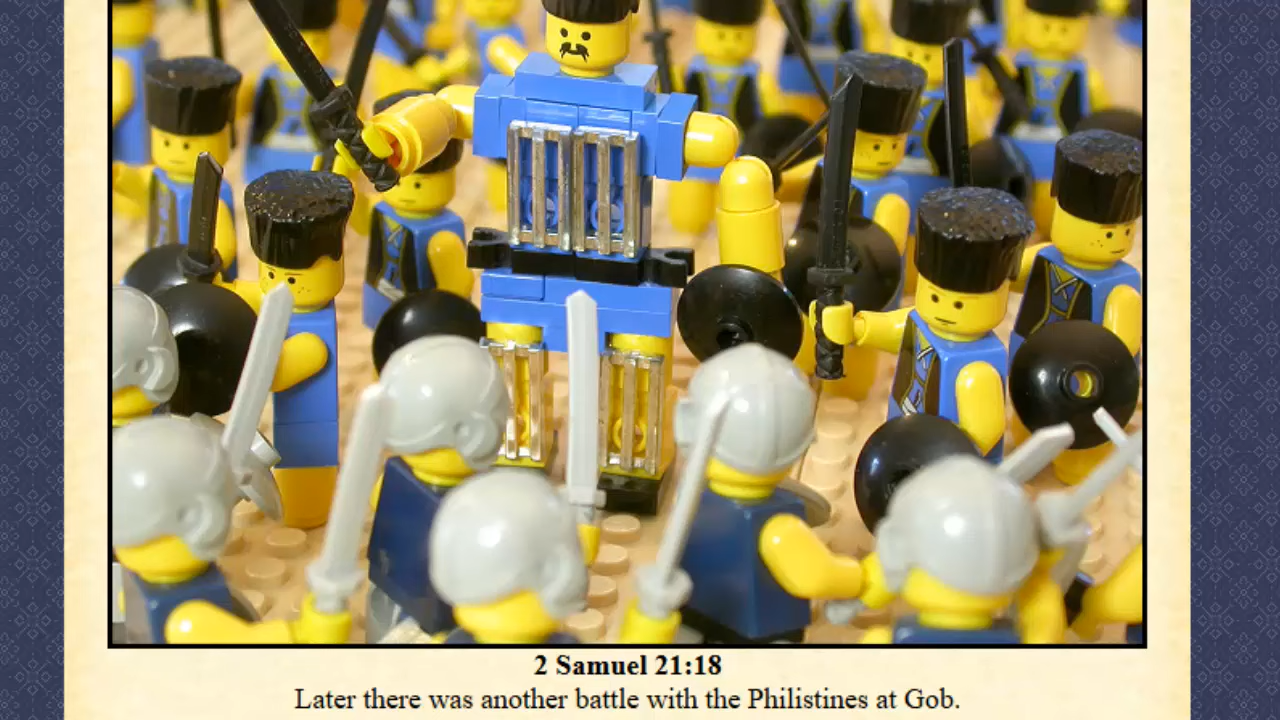 2 Samuel 21:18
Later there was another battle with the Philistines at Gob.